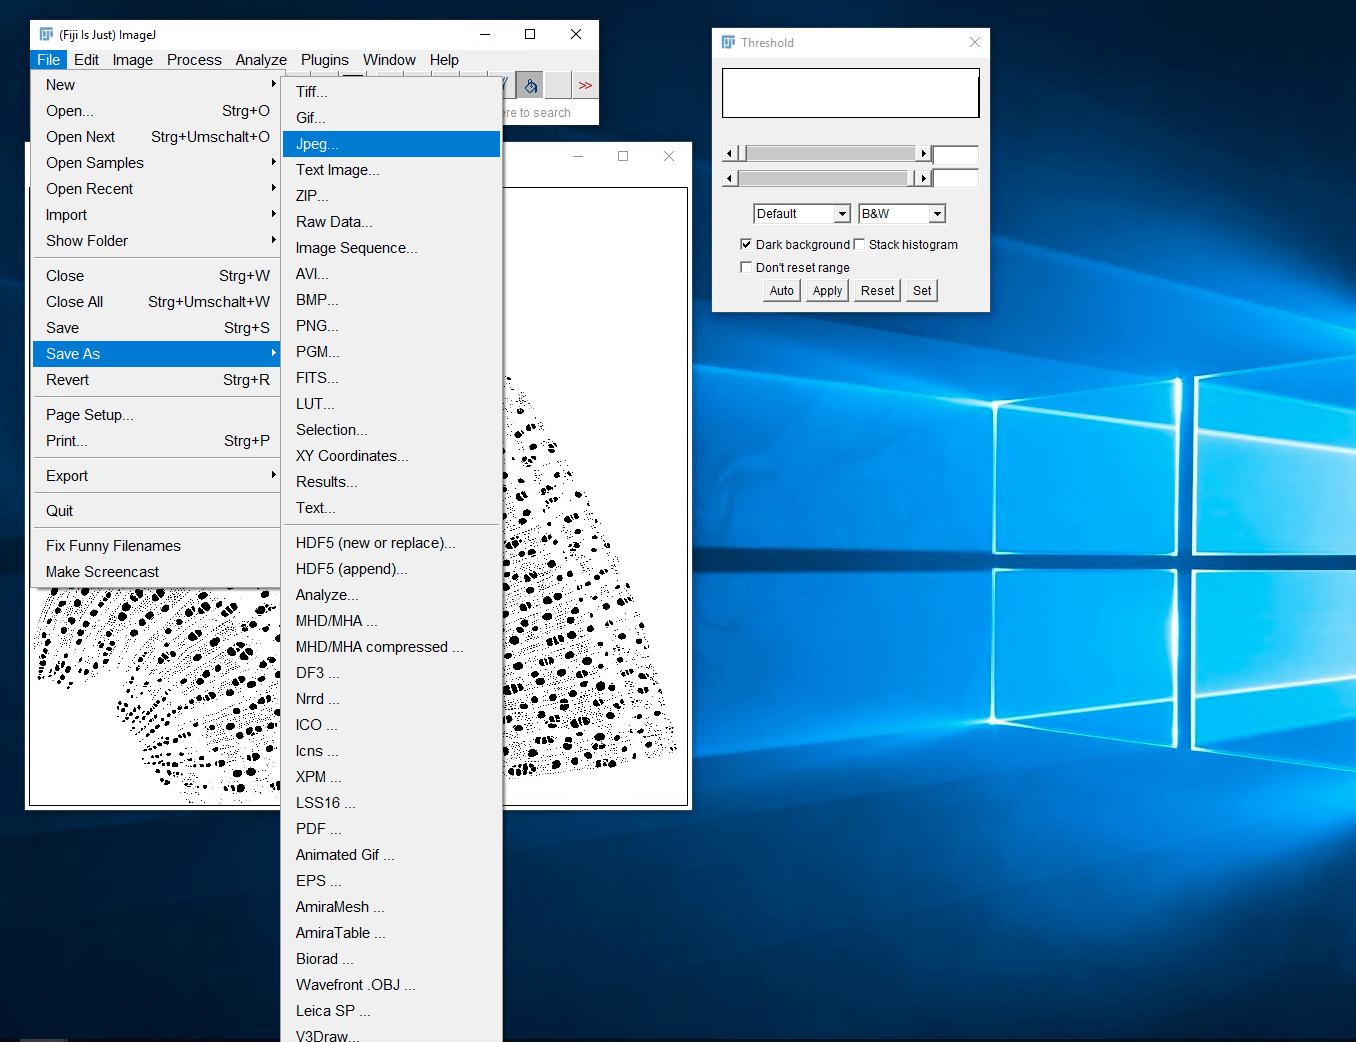 (Fiji Is Just) ImageJ
File Edit Image Process Analyze Plugins Window Help
>>
ere to search
New
Open... Strg+O
Open Next Strg+Umschalt+O
Open Samples
Open Recent
Import
Show Folder
Close Strg+W
Close All Strg+Umschalt+W
Save Strg+S
Save As
Revert Strg+R
Page Setup...
Print... Strg+P
Export
Quit
Fix Funny Filenames
Make Screencast
Tiff...
Gif...
Jpeg...
Text Image...
ZIP...
Raw Data...
Image Sequence...
AVI...
BMP...
PNG...
PGM...
FITS...
LUT...
Selection...
XY Coordinates...
Results...
Text...
HDF5 (new or replace)...
HDF5 (append)...
Analyze...
MHD/MHA ...
MHD/MHA compressed ...
DF3 ...
Nrrd ...
ICO ...
Icns ...
XPM ...
LSS16 ...
PDF ...
Animated Gif ...
EPS ...
AmiraMesh ...
AmiraTable ...
Biorad ...
Wavefront .OBJ ...
Leica SP ...
V3Draw...
Threshold
Default B&W
Dark background Stack histogram
Don't reset range
Auto Apply Reset Set